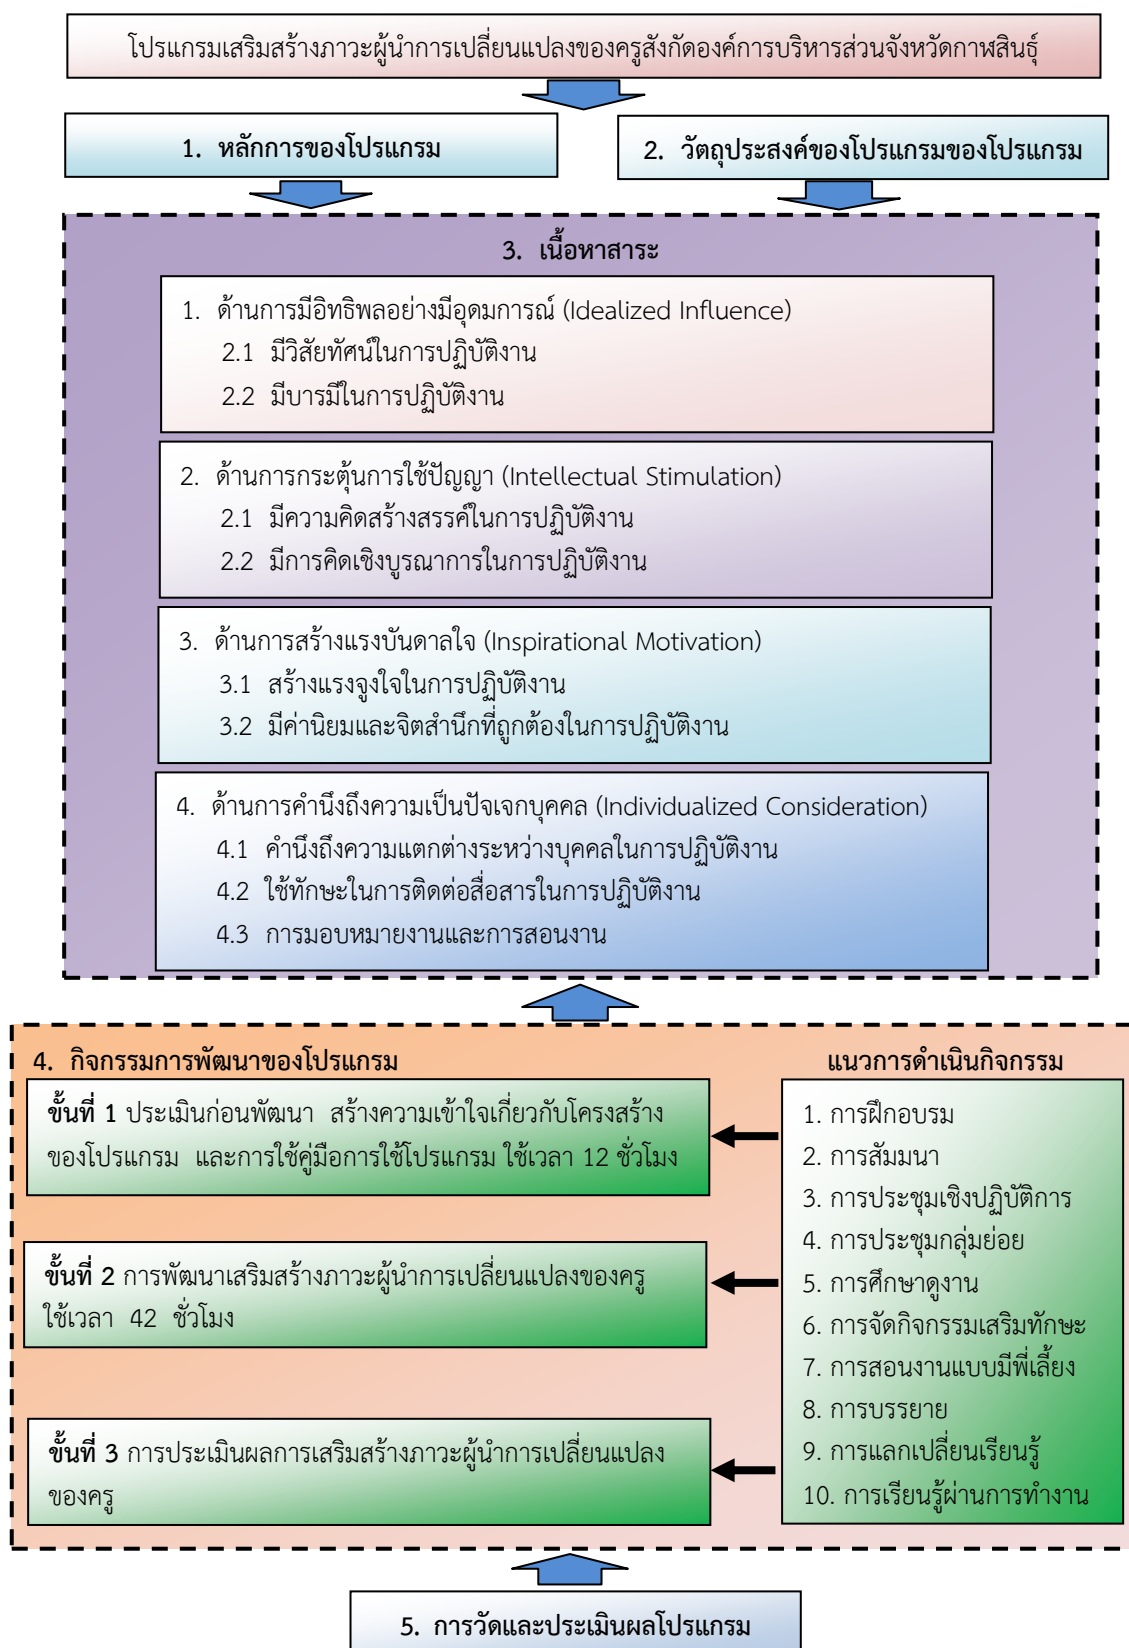 โปรแกรมเสริมสร้างภาวะผู้นำการเปลี่ยนแปลงของครูสังกัดองค์การบริหารส่วนจังหวัดกาฬสินธุ์
1. หลักการของโปรแกรม
2. วัตถุประสงค์ของโปรแกรมของโปรแกรม
3. เนื้อหาสาระ
1. ด้านการมีอิทธิพลอย่างมีอุดมการณ์ (Idealized Influence)
2.1 มีวิสัยทัศน์ในการปฏิบัติงาน
2.2 มีบารมีในการปฏิบัติงาน
2. ด้านการกระตุ้นการใช้ปัญญา (Intellectual Stimulation)
2.1 มีความคิดสร้างสรรค์ในการปฏิบัติงาน
2.2 มีการคิดเชิงบูรณาการในการปฏิบัติงาน
3. ด้านการสร้างแรงบันดาลใจ (Inspirational Motivation)
3.1 สร้างแรงจูงใจในการปฏิบัติงาน
3.2 มีค่านิยมและจิตสำนึกที่ถูกต้องในการปฏิบัติงาน
4. ด้านการคำนึงถึงความเป็นปัจเจกบุคคล (Individualized Consideration)
4.1 คำนึงถึงความแตกต่างระหว่างบุคคลในการปฏิบัติงาน
4.2 ใช้ทักษะในการติดต่อสื่อสารในการปฏิบัติงาน
4.3 การมอบหมายงานและการสอนงาน
4. กิจกรรมการพัฒนาของโปรแกรม
ขั้นที่ 1 ประเมินก่อนพัฒนา สร้างความเข้าใจเกี่ยวกับโครงสร้าง
ของโปรแกรม และการใช้คู่มือการใช้โปรแกรม ใช้เวลา 12 ชั่วโมง
ขั้นที่ 2 การพัฒนาเสริมสร้างภาวะผู้นำการเปลี่ยนแปลงของครู
ใช้เวลา 42 ชั่วโมง
ขั้นที่ 3 การประเมินผลการเสริมสร้างภาวะผู้นำการเปลี่ยนแปลง
ของครู
แนวการดำเนินกิจกรรม
1. การฝึกอบรม
2. การสัมมนา
3. การประชุมเชิงปฏิบัติการ
4. การประชุมกลุ่มย่อย
5. การศึกษาดูงาน
6. การจัดกิจกรรมเสริมทักษะ
7. การสอนงานแบบมีพี่เลี้ยง
8. การบรรยาย
9. การแลกเปลี่ยนเรียนรู้
10. การเรียนรู้ผ่านการทำงาน
5. การวัดและประเมินผลโปรแกรม